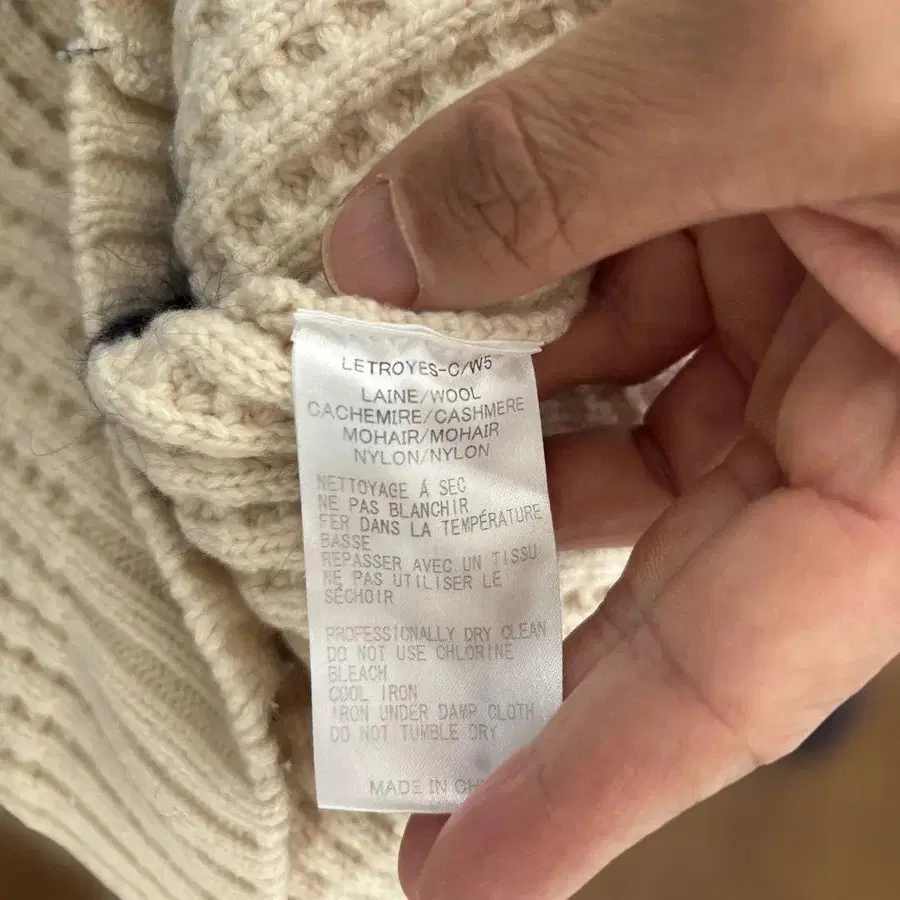 LETROYES-C/W5
LAINE/WOOL
CACHEMIRE/CASHMERE
MOHAIR/MOHAIR
NYLON/NYLON
NETTOYAGE Á SEC
NE PAS BLANCHIR
FER DANS LA TEMPÉRATURE
BASSE
REPASSER AVEC UN TISSU
NE PAS UTILISER LE
SÉCHOIR
PROFESSIONALLY DRY CLEAN
DO NOT USE CHLORINE
BLEACH
COOL IRON
IRON UNDER DAMP CLOTH
DO NOT TUMBLE DRY
MADE IN